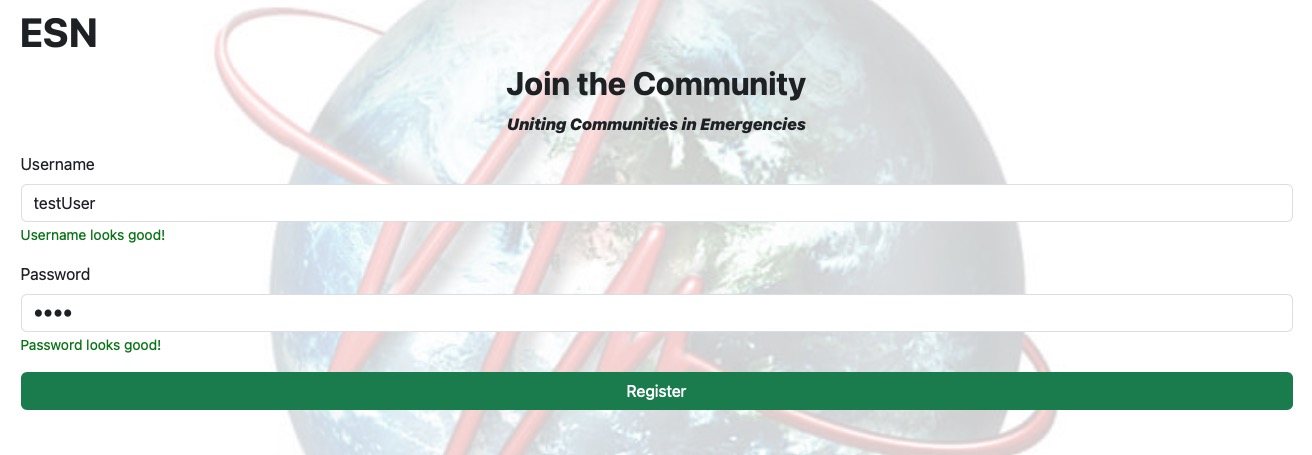 ESN
Join the Community
Uniting Communities in Emergencies
Username
testUser
Username looks good!
Password
••••
Password looks good!
Register